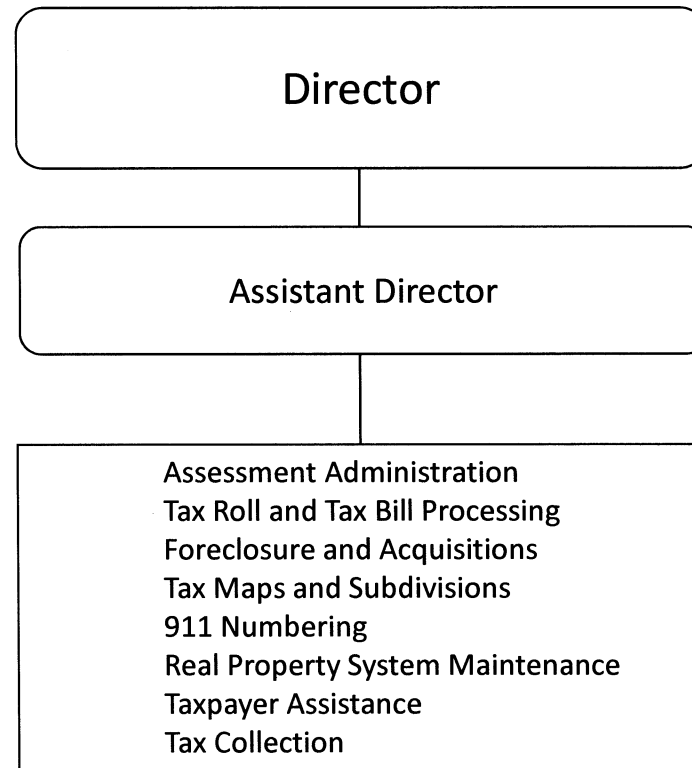 Director
Assistant Director
Assessment Administration
Tax Roll and Tax Bill Processing
Foreclosure and Acquisitions
Tax Maps and Subdivisions
911 Numbering
Real Property System Maintenance
Taxpayer Assistance
Tax Collection